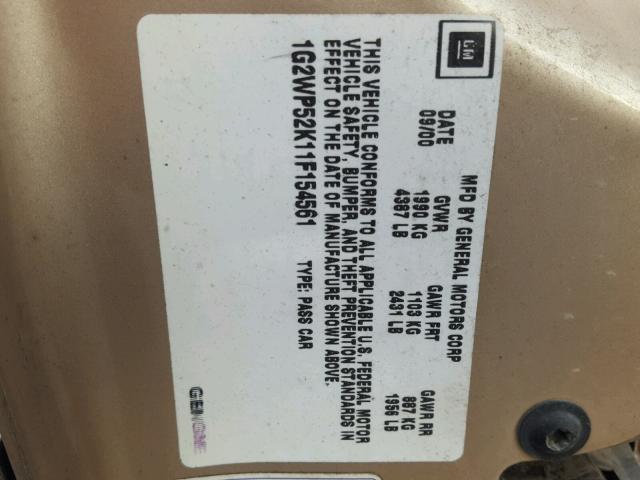 GM
MFD BY GENERAL MOTORS CORP
DATE GVWR GAWR FRT GAWR RR
09/00 1990 KG 1103 KG 887 KG
4387 LB 2431 LB 1956 LB
THIS VEHICLE CONFORMS TO ALL APPLICABLE U.S. FEDERAL MOTOR
VEHICLE SAFETY, BUMPER, AND THEFT PREVENTION STANDARDS IN
EFFECT ON THE DATE OF MANUFACTURE SHOWN ABOVE.
1G2WP52K11F154561 TYPE: PASS CAR